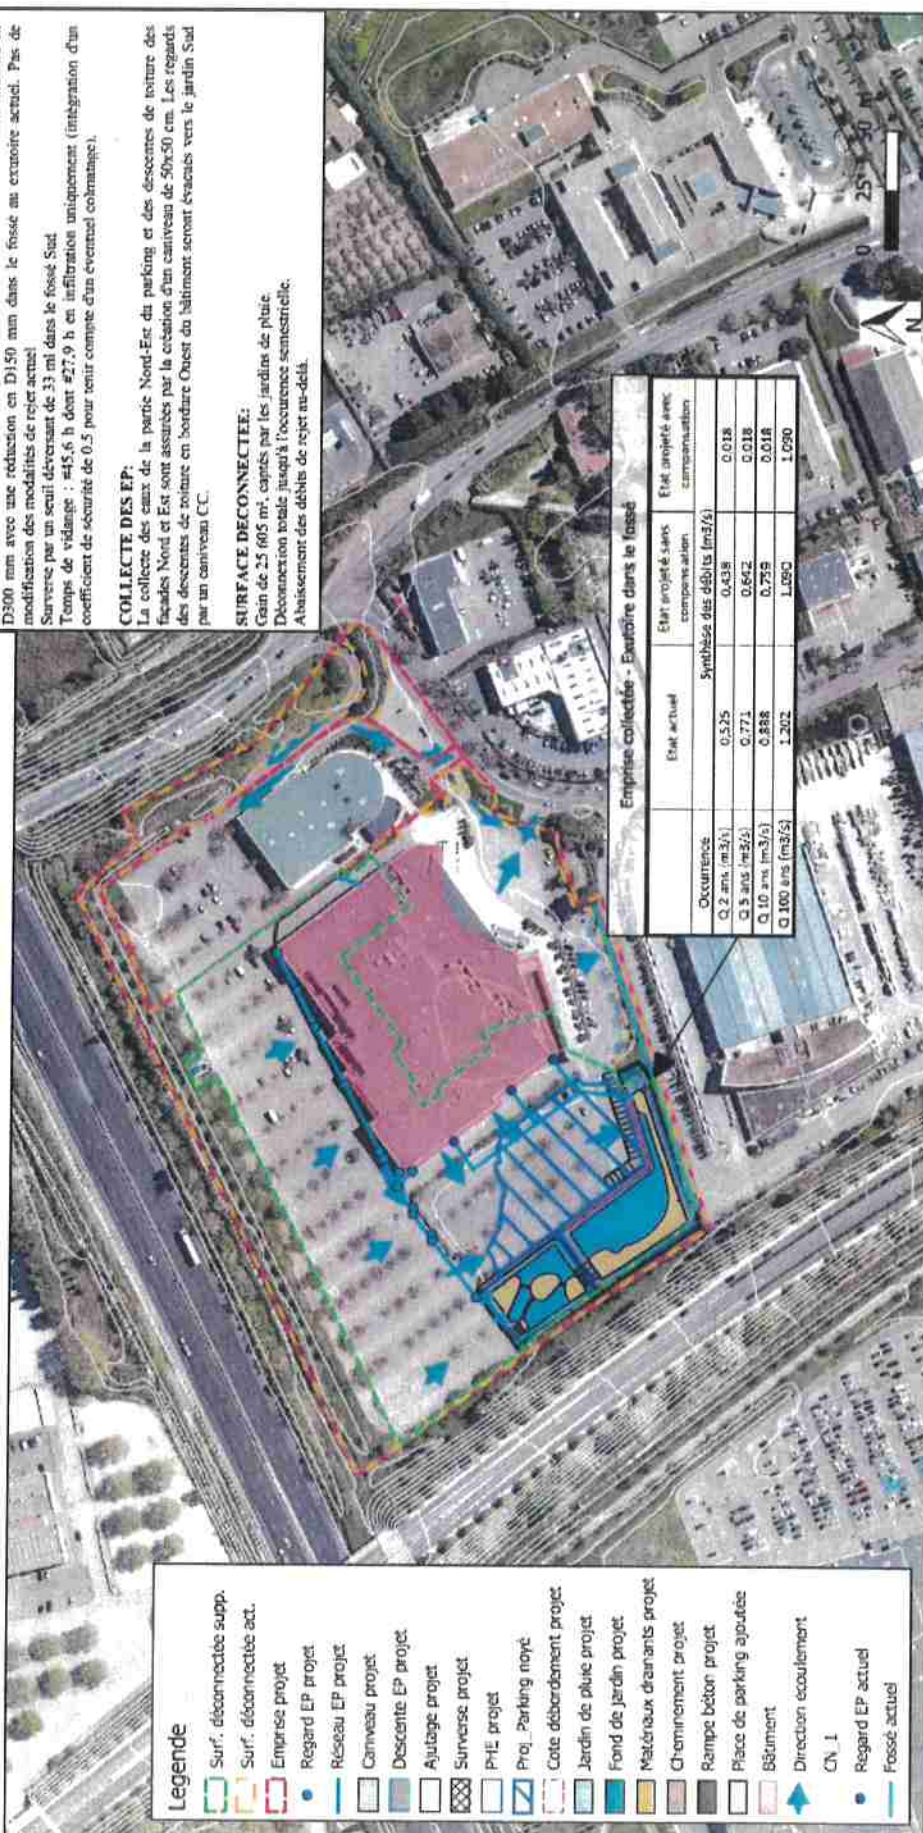 D300 mm avec une réduction en D150 mm dans le fossé au exutoire actuel. Pas de
modification des modalités de rejet actuel
Surverse par un seuil déversant de 33 ml dans le fossé Sud
Temps de vidange : ≠45,6 h dont ≠27,9 h en infiltration uniquement (intégration d'un
coefficient de sécurité de 0.5 pour tenir compte d'un éventuel colmatage).
COLLECTE DES EP:
La collecte des eaux de la partie Nord-Est du parking et des descentes de toiture des
façades Nord et Est sont assurées par la création d'un caniveau de 50x50 cm. Les regards
des descentes de toiture en bordure Ouest du bâtiment seront évacués vers le jardin Sud
par un caniveau CC.
SURFACE DECONNECTEE:
Gain de 25 605 m², captés par les jardins de pluie.
Déconnexion totale jusqu'à l'occurence semestrielle.
Abaissement des débits de rejet au-delà.
Emprise collectée - Exutoire dans le fossé
Etat actuel Etat projeté sans compensation Etat projeté avec compensation
Occurrence Synthèse des débits (m3/s)
Q 2 ans (m3/s) 0,525 0,438 0,018
Q 5 ans (m3/s) 0,771 0,642 0,018
Q 10 ans (m3/s) 0,888 0,759 0,018
Q 100 ans (m3/s) 1,202 1,090 1,090
0 25 50 m
N
Legende
Surf. déconnectée supp.
Surf. déconnectée act.
Emprise projet
Regard EP projet
Réseau EP projet
Caniveau projet
Descente EP projet
Ajutage projet
Surverse projet
PHE projet
Proj_Parking noyé
Cote débordement projet
Jardin de pluie projet
Fond de jardin projet
Matériaux drainants projet
Cheminement projet
Rampe béton projet
Place de parking ajoutée
Bâtiment
Direction écoulement
CN_1
Regard EP actuel
Fossé actuel